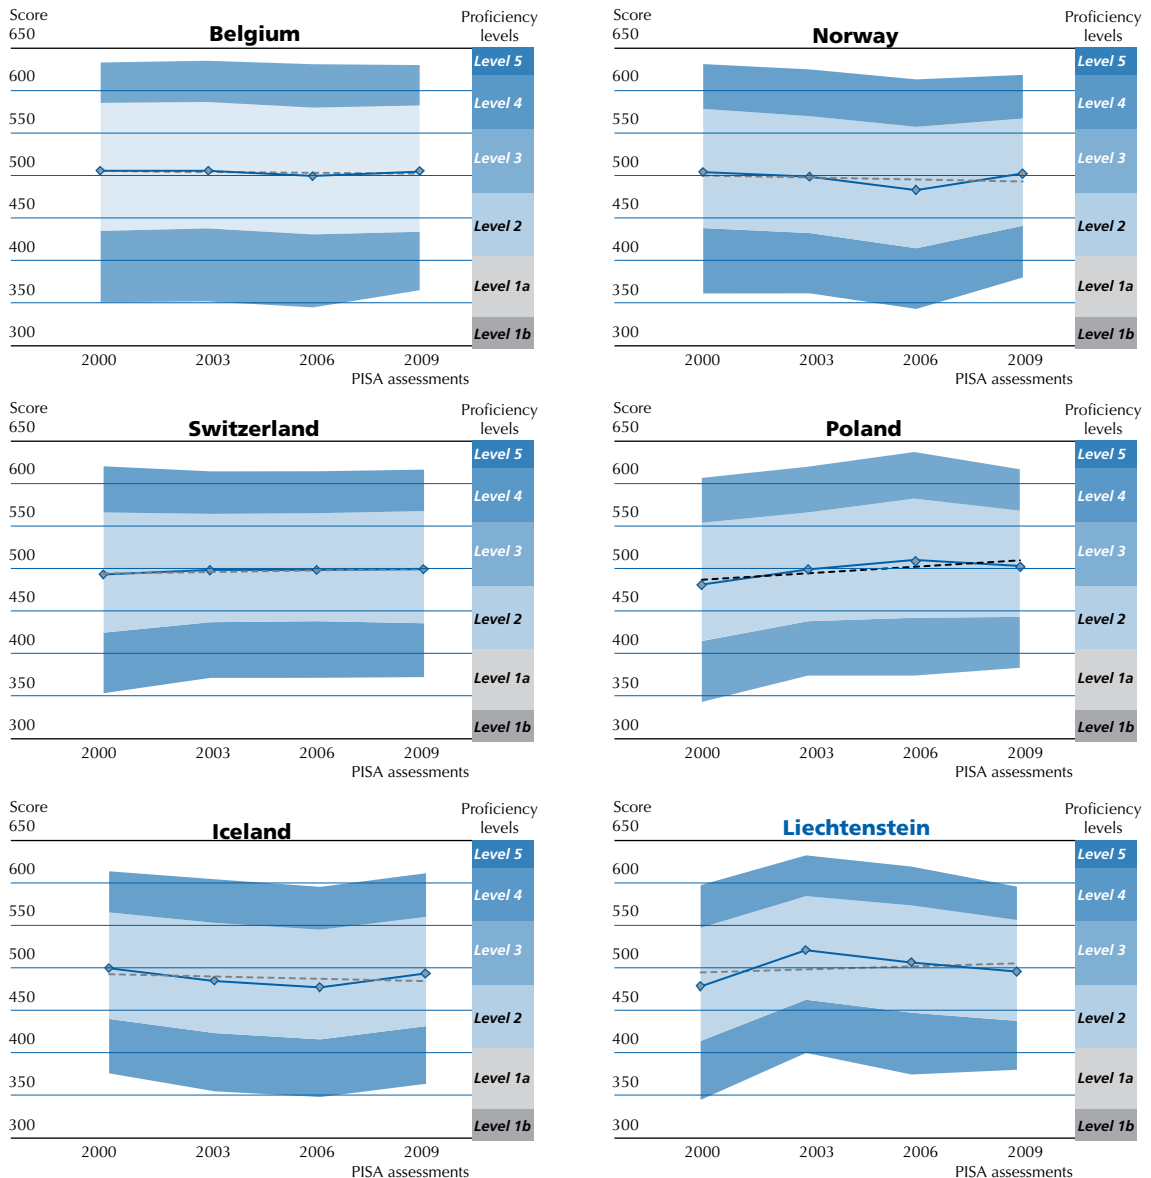 Score
650
Belgium
Proficiency
levels
600
550
500
450
400
350
300
Level 5
Level 4
Level 3
Level 2
Level 1a
Level 1b
2000 2003 2006 2009
PISA assessments
Score
650
Norway
Proficiency
levels
600
550
500
450
400
350
300
Level 5
Level 4
Level 3
Level 2
Level 1a
Level 1b
2000 2003 2006 2009
PISA assessments
Score
650
Switzerland
Proficiency
levels
600
550
500
450
400
350
300
Level 5
Level 4
Level 3
Level 2
Level 1a
Level 1b
2000 2003 2006 2009
PISA assessments
Score
650
Poland
Proficiency
levels
600
550
500
450
400
350
300
Level 5
Level 4
Level 3
Level 2
Level 1a
Level 1b
2000 2003 2006 2009
PISA assessments
Score
650
Iceland
Proficiency
levels
600
550
500
450
400
350
300
Level 5
Level 4
Level 3
Level 2
Level 1a
Level 1b
2000 2003 2006 2009
PISA assessments
Score
650
Liechtenstein
Proficiency
levels
600
550
500
450
400
350
300
Level 5
Level 4
Level 3
Level 2
Level 1a
Level 1b
2000 2003 2006 2009
PISA assessments